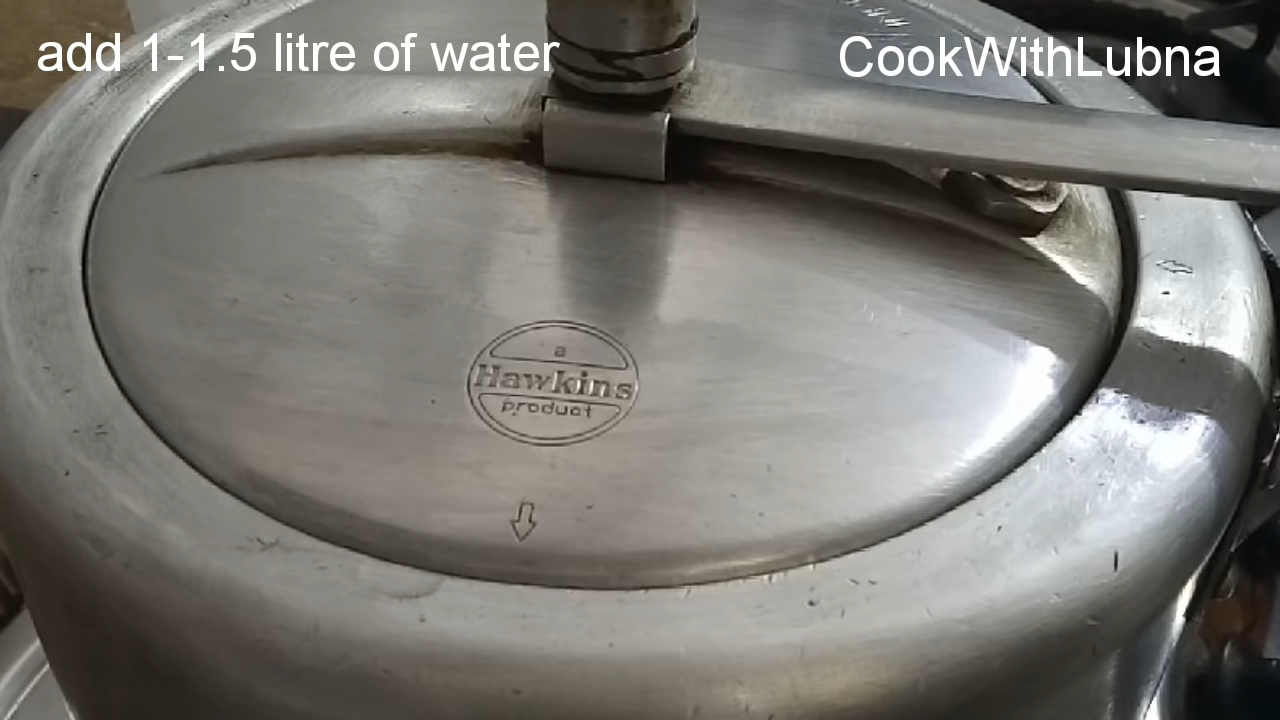 add 1-1.5 litre of water
CookWithLubna
a
Hawkins
product